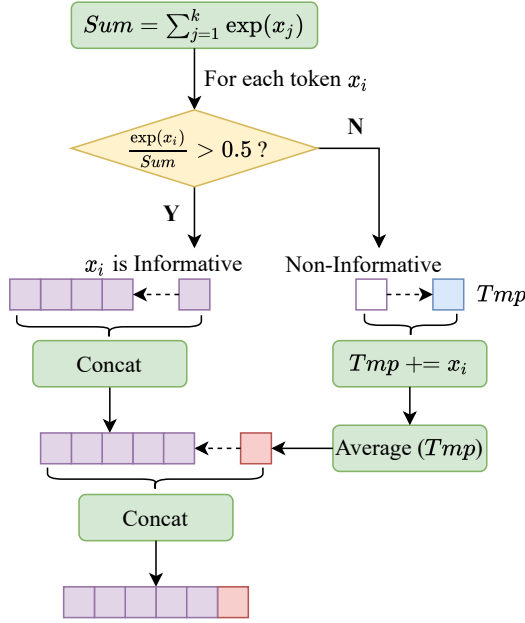 Sum = ∑_{j=1}^{k} exp(x_j)
For each token x_i
exp(x_i)/Sum > 0.5 ?
N
Y
x_i is Informative
Non-Informative
Tmp
Concat
Tmp += x_i
Average (Tmp)
Concat